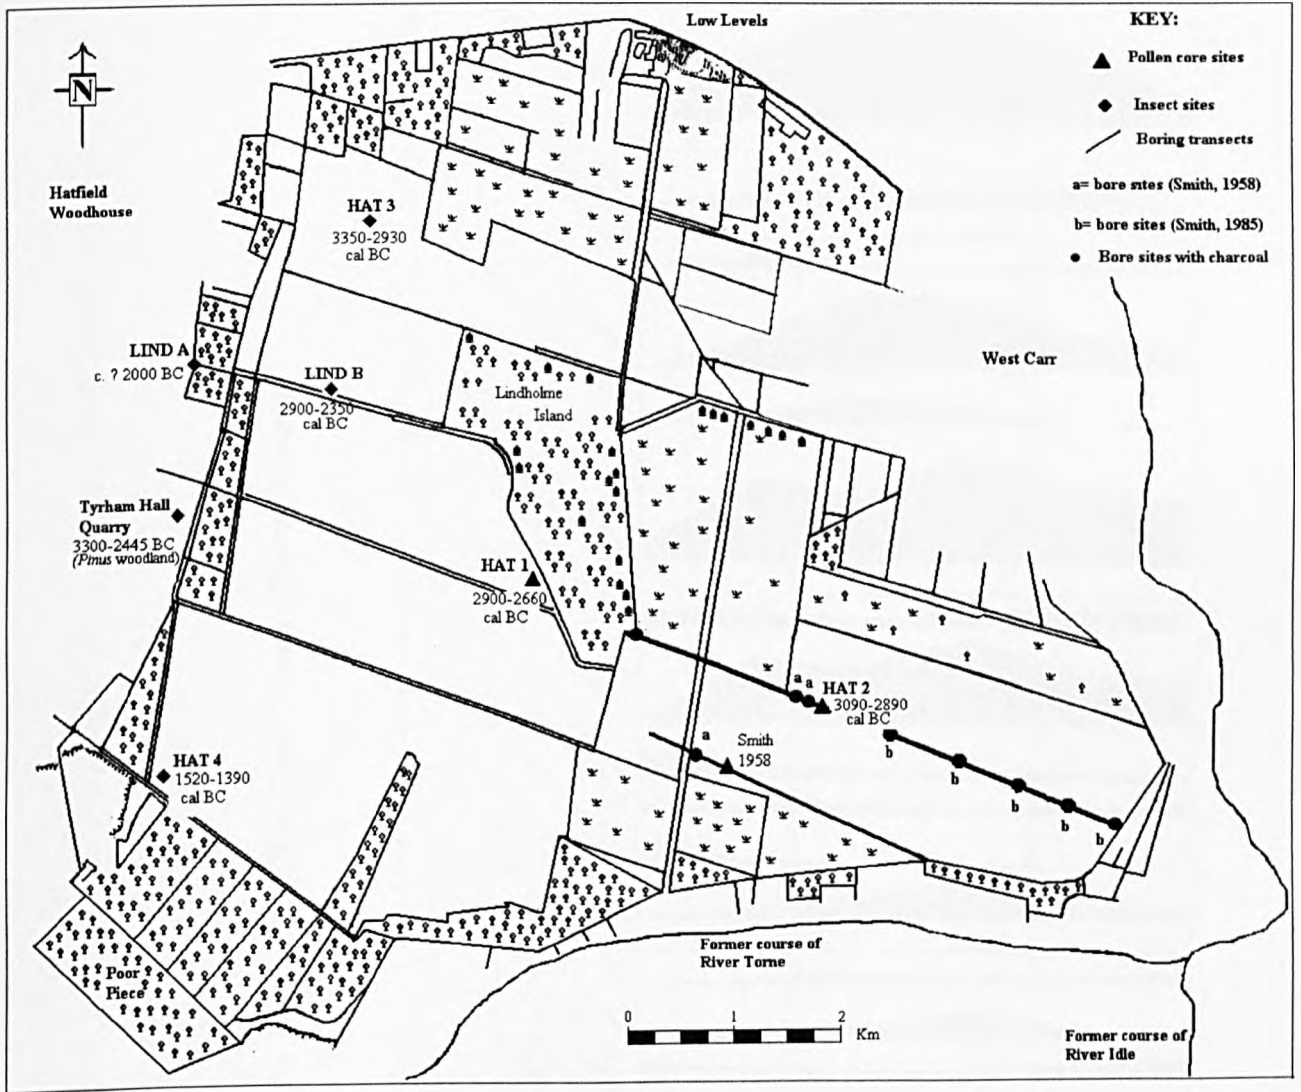 Low Levels
KEY:
Pollen core sites
Insect sites
Boring transects
a= bore sites (Smith, 1958)
b= bore sites (Smith, 1985)
Bore sites with charcoal
N
Hatfield
Woodhouse
HAT 3
3350-2930
cal BC
LIND A
c. ? 2000 BC
LIND B
2900-2350
cal BC
Lindholme
Island
West Carr
Tyrham Hall
Quarry
3300-2445 BC
(Pinus woodland)
HAT 1
2900-2660
cal BC
a
a
HAT 2
3090-2890
cal BC
a
Smith
1958
b
b
b
b
b
HAT 4
1520-1390
cal BC
Poor
Piece
Former course of
River Torne
0 1 2
Km
Former course of
River Idle